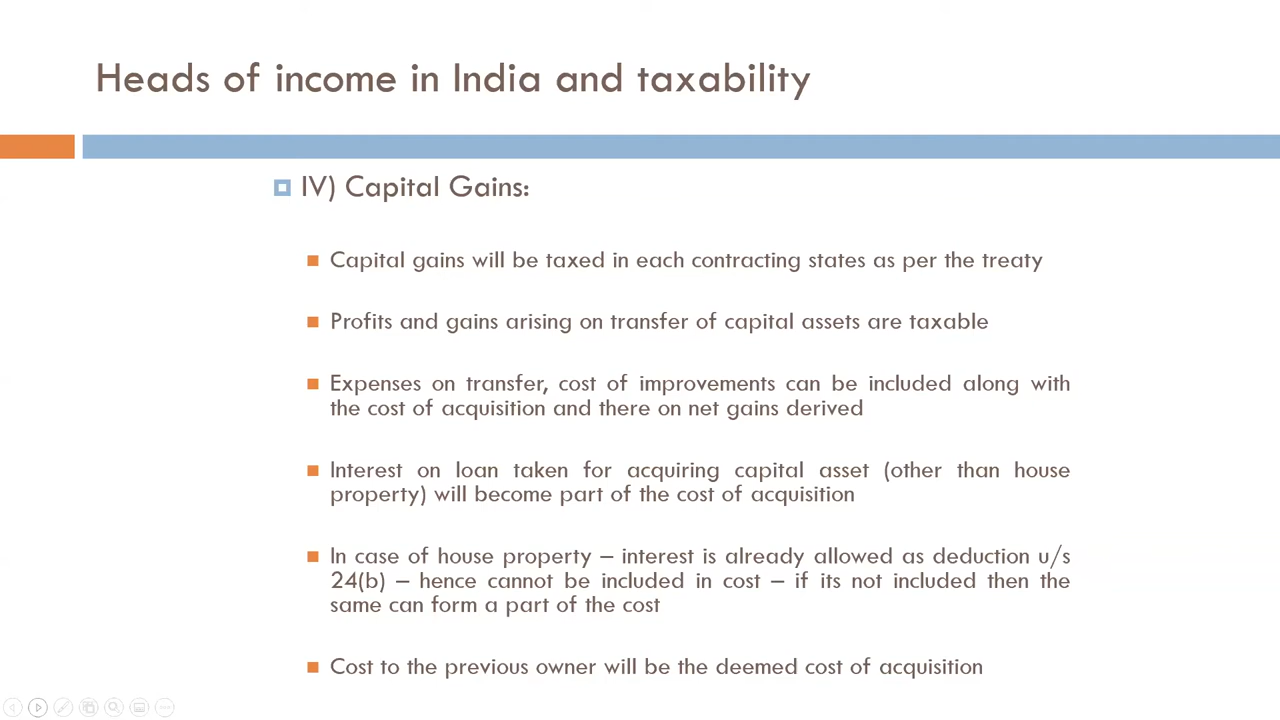 Heads of income in India and taxability
IV) Capital Gains:
Capital gains will be taxed in each contracting states as per the treaty
Profits and gains arising on transfer of capital assets are taxable
Expenses on transfer, cost of improvements can be included along with
the cost of acquisition and there on net gains derived
Interest on loan taken for acquiring capital asset (other than house
property) will become part of the cost of acquisition
In case of house property – interest is already allowed as deduction u/s
24(b) – hence cannot be included in cost – if its not included then the
same can form a part of the cost
Cost to the previous owner will be the deemed cost of acquisition